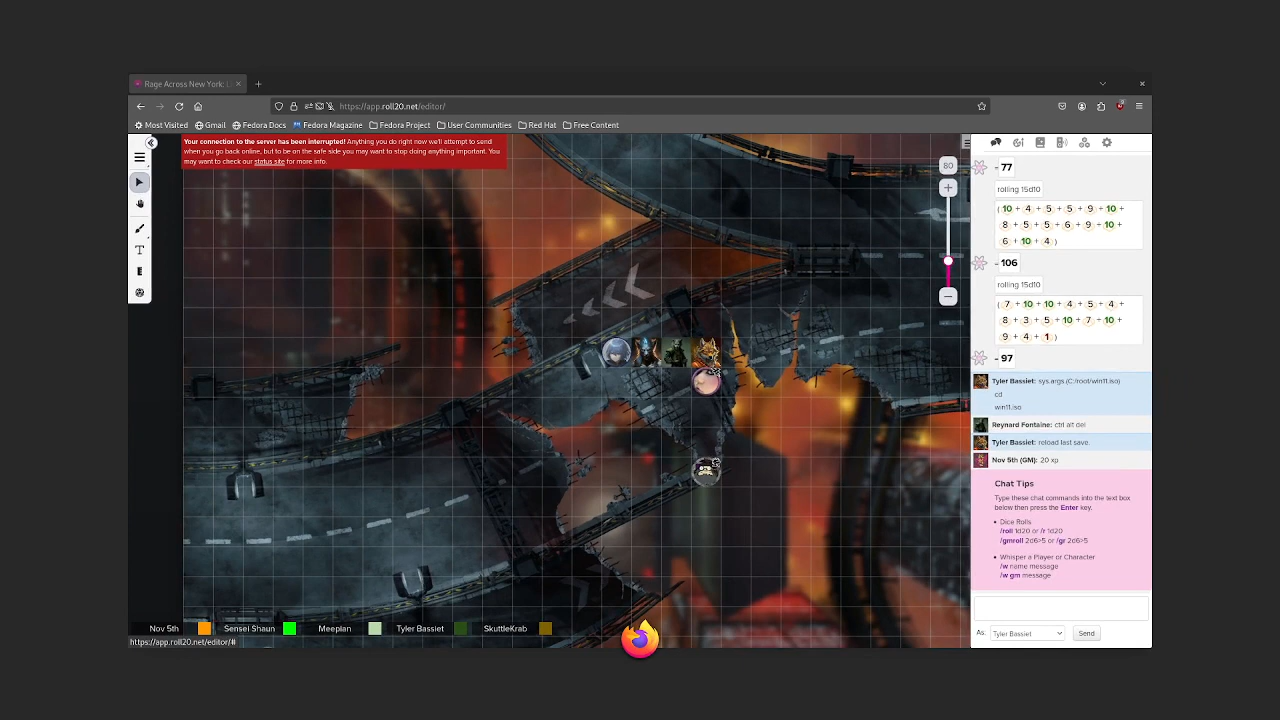 Rage Across New York: |
https://app.roll20.net/editor/
Most Visited Gmail Fedora Docs Fedora Magazine Fedora Project User Communities Red Hat Free Content
Your connection to the server has been interrupted! Anything you do right now we'll attempt to send
when you go back online, but to be on the safe side you may want to stop doing anything important. You
may want to check our status site for more info.
80
= 77
rolling 15d10
( 10 + 4 + 5 + 5 + 9 + 10 +
8 + 5 + 5 + 6 + 9 + 10 +
6 + 10 + 4 )
= 106
rolling 15d10
( 7 + 10 + 10 + 4 + 5 + 4 +
8 + 3 + 5 + 10 + 7 + 10 +
9 + 4 + 1 )
= 97
Tyler Bassiet: sys.args (C:/root/win11.iso)
cd
win11.iso
Reynard Fontaine: ctrl alt del
Tyler Bassiet: reload last save.
Nov 5th (GM): 20 xp
Chat Tips
Type these chat commands into the text box
below then press the Enter key.
• Dice Rolls
/roll 1d20 or /r 1d20
/gmroll 2d6>5 or /gr 2d6>5
• Whisper a Player or Character
/w name message
/w gm message
As: Tyler Bassiet Send
Nov 5th Sensei Shaun Meeplan Tyler Bassiet SkuttleKrab
https://app.roll20.net/editor/#